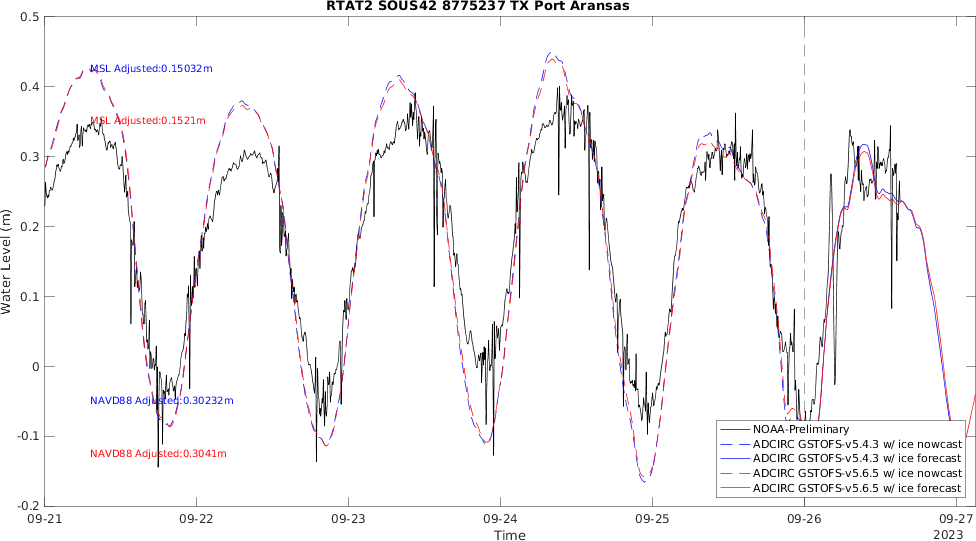 RTAT2 SOUS42 8775237 TX Port Aransas
0.5
0.4
0.3
0.2
0.1
0
-0.1
-0.2
Water Level (m)
MSL Adjusted:0.15032m
MSL Adjusted:0.1521m
NAVD88 Adjusted:0.30232m
NAVD88 Adjusted:0.3041m
NOAA-Preliminary
ADCIRC GSTOFS-v5.4.3 w/ ice nowcast
ADCIRC GSTOFS-v5.4.3 w/ ice forecast
ADCIRC GSTOFS-v5.6.5 w/ ice nowcast
ADCIRC GSTOFS-v5.6.5 w/ ice forecast
09-21 09-22 09-23 09-24 09-25 09-26 09-27
Time 2023